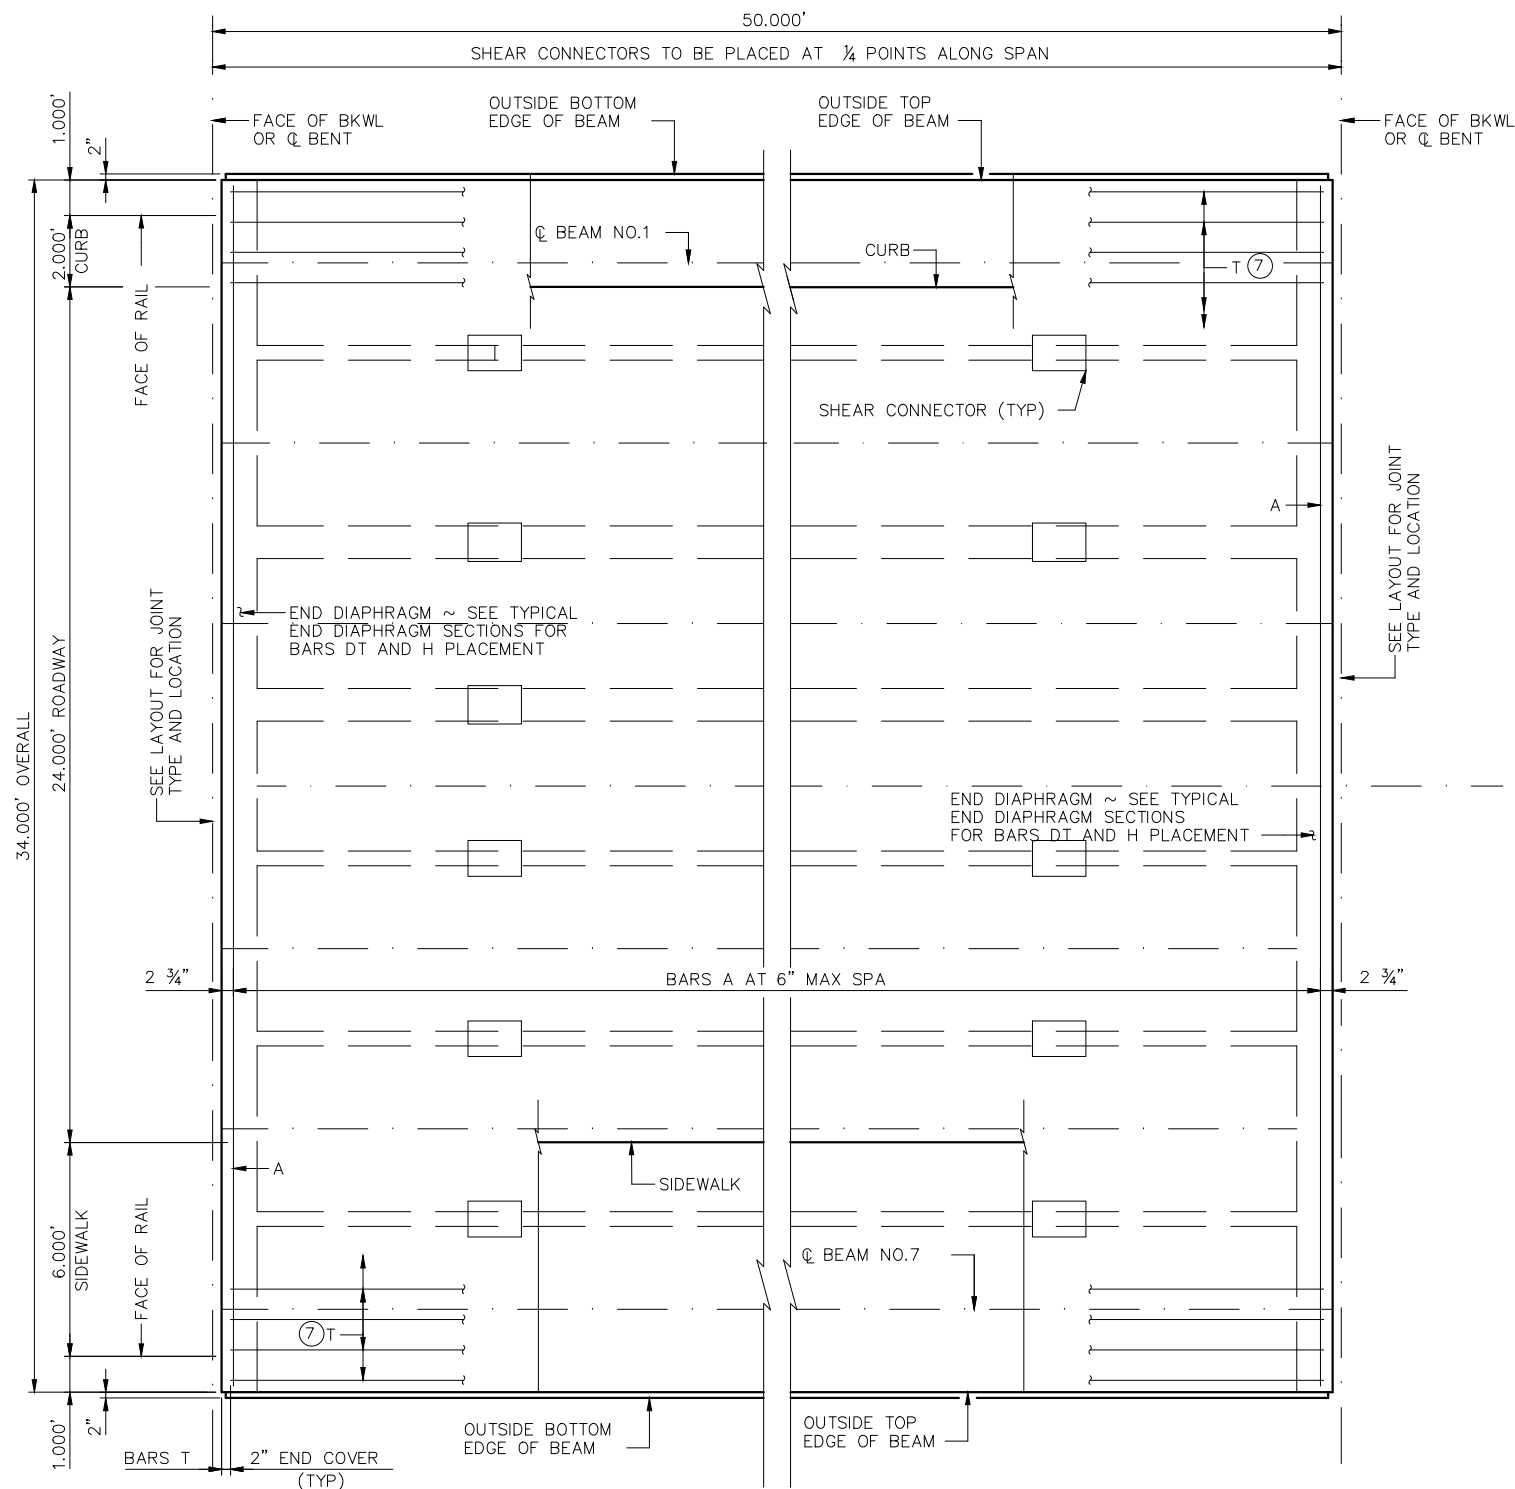 50.000'
SHEAR CONNECTORS TO BE PLACED AT ¼ POINTS ALONG SPAN
1.000'
2"
FACE OF BKWL
OR ℄ BENT
OUTSIDE BOTTOM
EDGE OF BEAM
OUTSIDE TOP
EDGE OF BEAM
FACE OF BKWL
OR ℄ BENT
2.000'
CURB
FACE OF RAIL
℄ BEAM NO.1
CURB
T 7
SHEAR CONNECTOR (TYP)
A
SEE LAYOUT FOR JOINT
TYPE AND LOCATION
END DIAPHRAGM ~ SEE TYPICAL
END DIAPHRAGM SECTIONS FOR
BARS DT AND H PLACEMENT
34.000' OVERALL
24.000' ROADWAY
SEE LAYOUT FOR JOINT
TYPE AND LOCATION
END DIAPHRAGM ~ SEE TYPICAL
END DIAPHRAGM SECTIONS
FOR BARS DT AND H PLACEMENT
2 ¾"
BARS A AT 6" MAX SPA
2 ¾"
A
SIDEWALK
6.000'
SIDEWALK
FACE OF RAIL
℄ BEAM NO.7
7 T
1.000'
2"
OUTSIDE BOTTOM
EDGE OF BEAM
OUTSIDE TOP
EDGE OF BEAM
BARS T
2" END COVER
(TYP)